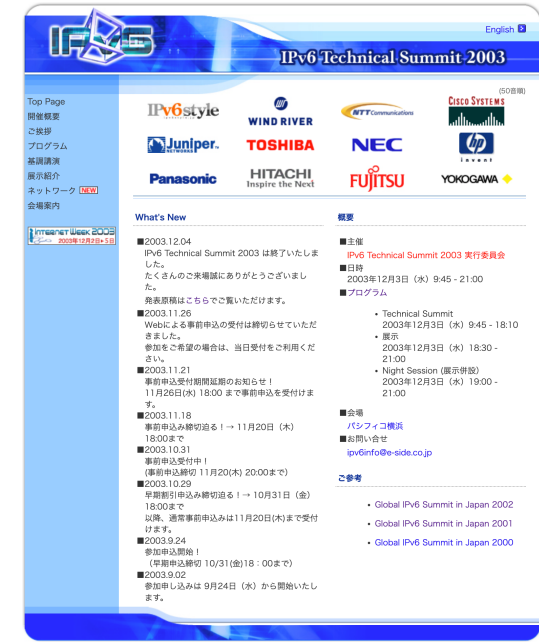 IPv6
English
IPv6 Technical Summit 2003
(50音順)
IPv6style
WIND RIVER
NTT Communications
CISCO SYSTEMS
Juniper
NETWORKS
TOSHIBA
NEC
hp
invent
Panasonic
HITACHI
Inspire the Next
FUJITSU
YOKOGAWA
Top Page
開催概要
ご挨拶
プログラム
基調講演
展示紹介
ネットワーク NEW
会場案内
INTERNET WEEK 2003
2003年12月2日▸5日
What's New
■2003.12.04
IPv6 Technical Summit 2003 は終了いたしま
した。
たくさんのご来場誠にありがとうございまし
た。
発表原稿はこちらでご覧いただけます。
■2003.11.26
Webによる事前申込の受付は締切らせていただ
きました。
参加をご希望の場合は、当日受付をご利用くだ
さい。
■2003.11.21
事前申込受付期間延期のお知らせ！
11月26日(水) 18:00 まで事前申込を受付けま
す。
■2003.11.18
事前申込み締切迫る！→ 11月20日（木）
18:00まで
■2003.10.31
事前申込受付中！
(事前申込締切 11月20(木) 20:00まで）
■2003.10.29
早期割引申込み締切迫る！→ 10月31日（金）
18:00まで
以降、通常事前申込みは11月20日(木)まで受付
けます。
■2003.9.24
参加申込開始！
（早期申込締切 10/31(金)18：00まで）
■2003.9.02
参加申し込みは 9月24日（水）から開始いたし
ます。
概要
■主催
IPv6 Technical Summit 2003 実行委員会
■日時
2003年12月3日（水）9:45 - 21:00
■プログラム
• Technical Summit
2003年12月3日（水）9:45 - 18:10
• 展示
2003年12月3日（水）18:30 -
21:00
• Night Session (展示併設）
2003年12月3日（水）19:00 -
21:00
■会場
パシフィコ横浜
■お問い合せ
ipv6info@e-side.co.jp
ご参考
• Global IPv6 Summit in Japan 2002
• Global IPv6 Summit in Japan 2001
• Global IPv6 Summit in Japan 2000